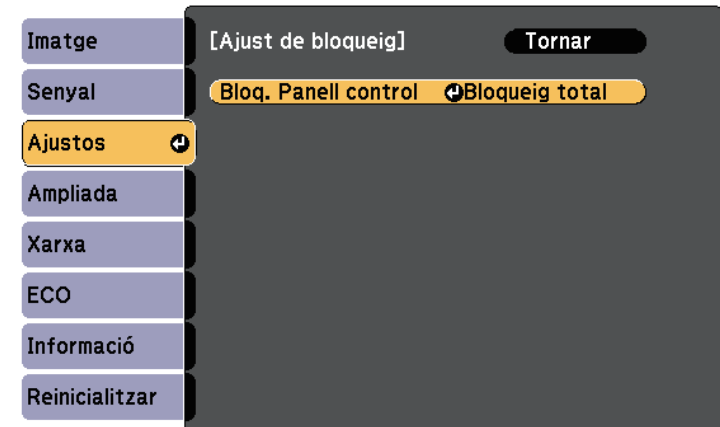 Imatge
Senyal
Ajustos
Ampliada
Xarxa
ECO
Informació
Reinicialitzar
[Ajust de bloqueig] Tornar
Bloq. Panell control Bloqueig total